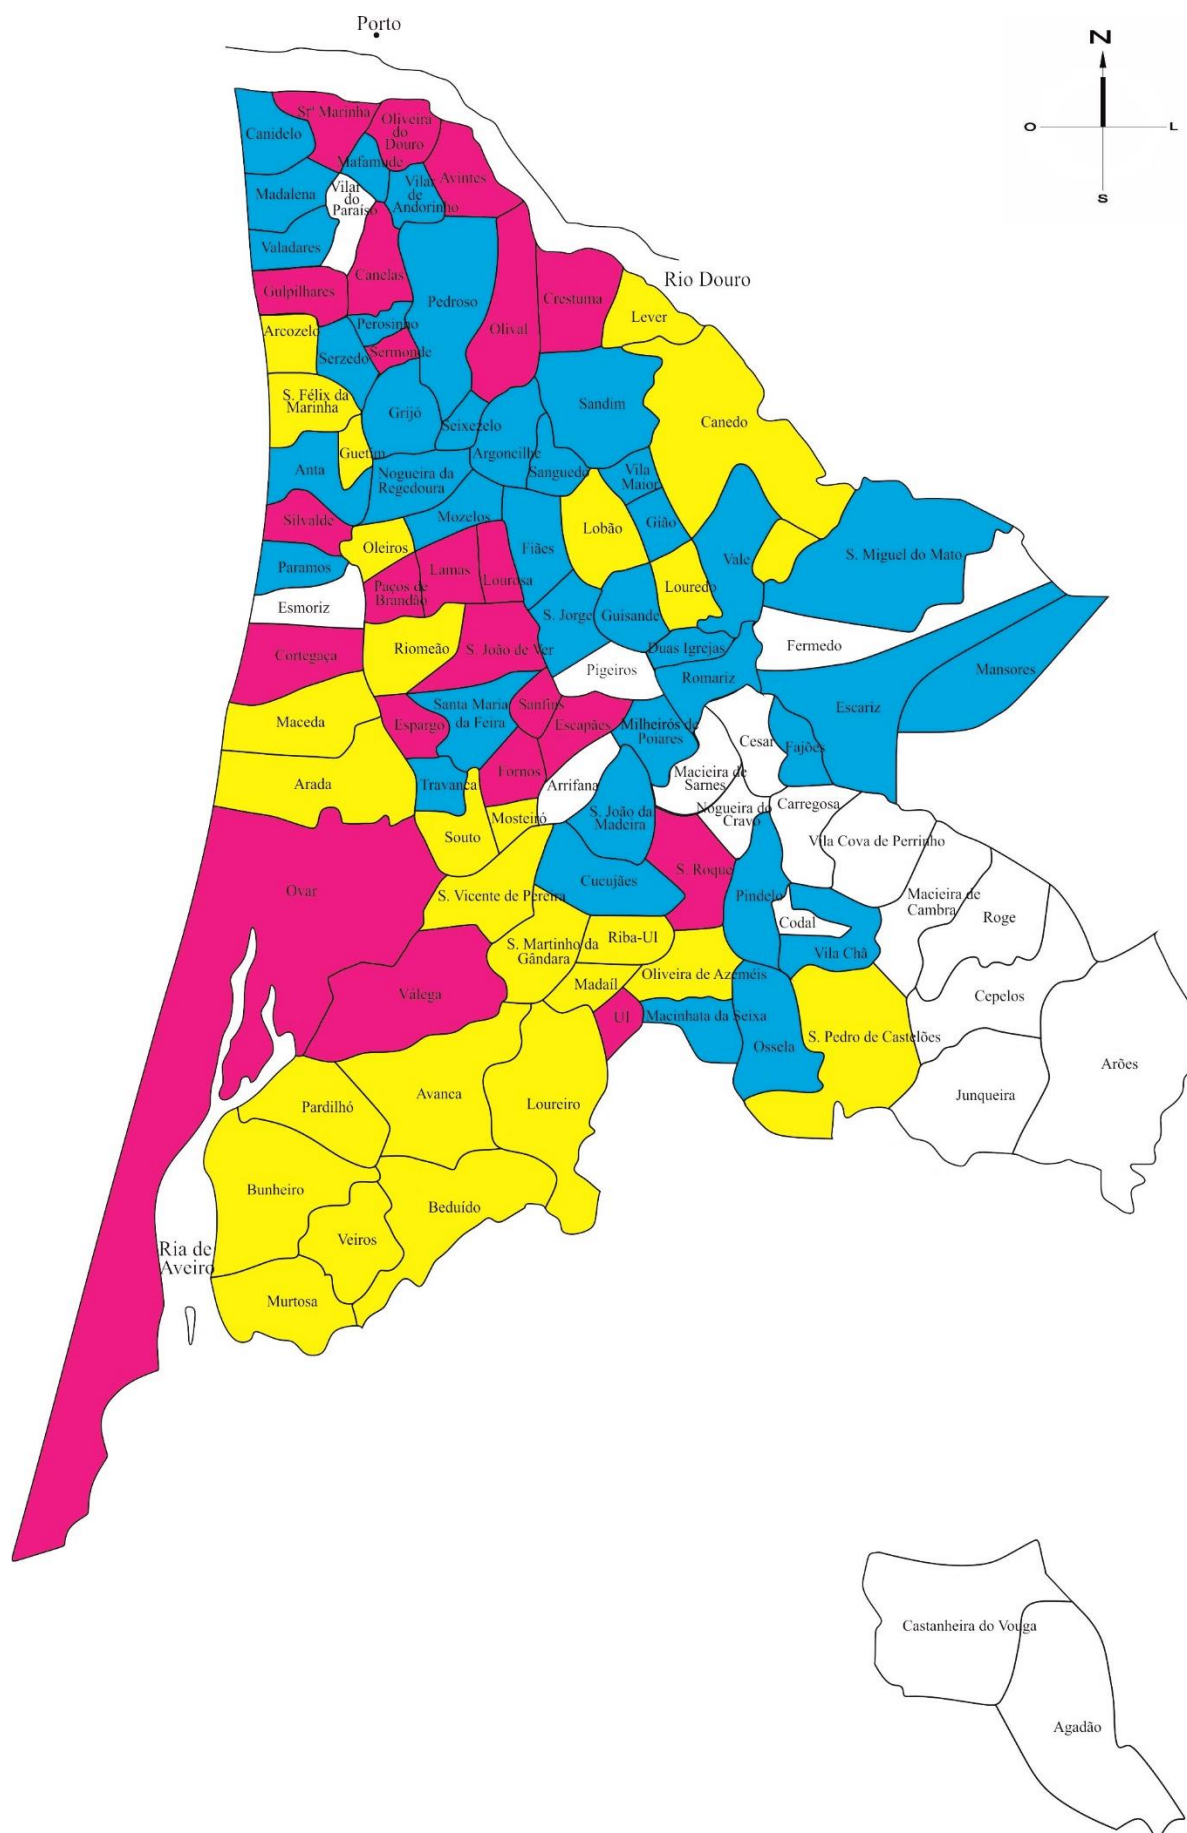 Porto
N
O
L
S
Srª Marinha
Oliveira
do
Douro
Canidelo
Mafamude
Avintes
Vilar
do
Paraíso
Vilar
de
Andorinho
Madalena
Valadares
Canelas
Gulpilhares
Rio Douro
Crestuma
Pedroso
Lever
Perosinho
Olival
Arcozelo
Sermonde
Serzedo
S. Félix da
Marinha
Grijó
Sandim
Canedo
Seixezelo
Guetim
Argoncilhe
Anta
Nogueira da
Regedoura
Sanguedo
Vila
Maior
Mozelos
Silvalde
Lobão
Gião
Oleiros
Fiães
S. Miguel do Mato
Vale
Paramos
Lamas
Lourosa
Paços de
Brandão
Louredo
Esmoriz
S. Jorge
Guisande
Riomeão
S. João de Ver
Duas Igrejas
Fermedo
Cortegaça
Pigeiros
Romariz
Mansores
Santa Maria
da Feira
Sanfins
Escariz
Maceda
Espargo
Escapães
Milheirós de
Poiares
Cesar
Fajões
Fornos
Macieira de
Sarnes
Arada
Travanca
Arrifana
Carregosa
Nogueira do
Cravo
S. João da
Madeira
Mosteiró
Souto
Vila Cova de Perrinho
S. Roque
Cucujães
Ovar
S. Vicente de Pereira
Pindelo
Macieira de
Cambra
Roge
Codal
Riba-Ul
S. Martinho da
Gândara
Vila Chã
Oliveira de Azeméis
Madaíl
Válega
Cepelos
Ul
Macinhata da Seixa
S. Pedro de Castelões
Ossela
Arões
Avanca
Junqueira
Loureiro
Pardilhó
Bunheiro
Beduído
Veiros
Ria de
Aveiro
Murtosa
Castanheira do Vouga
Agadão